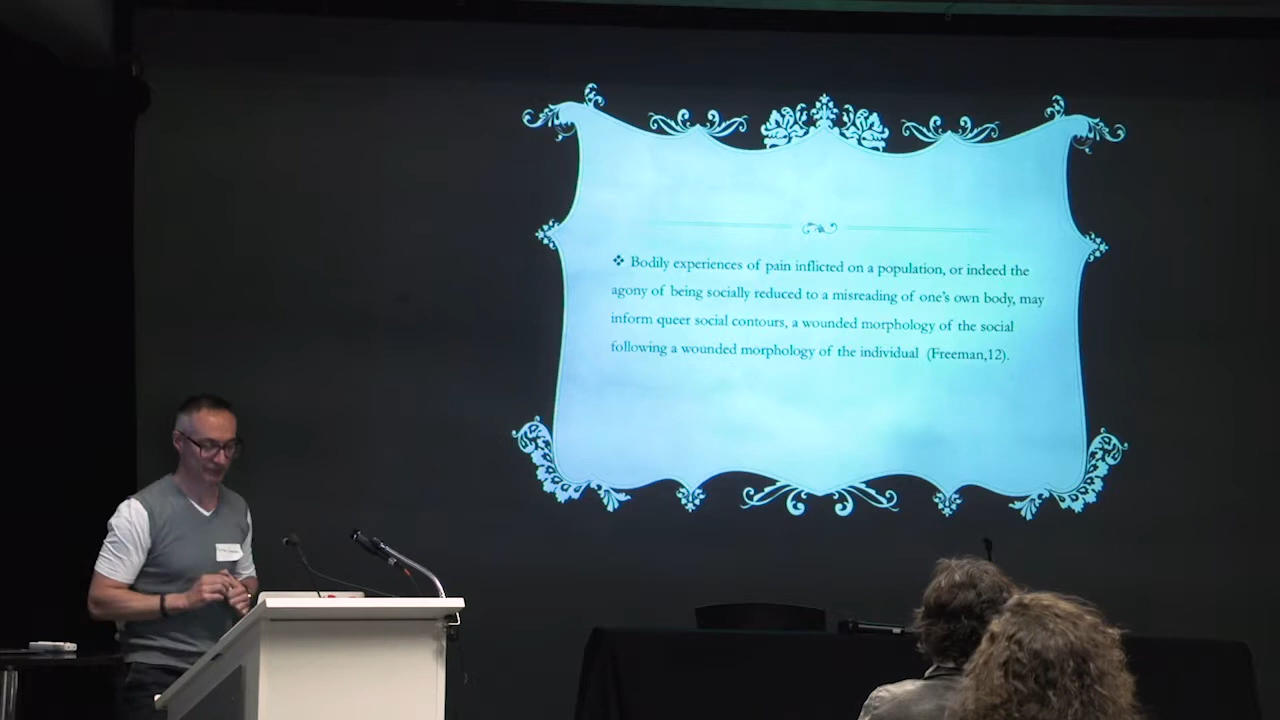 ❖ Bodily experiences of pain inflicted on a population, or indeed the
agony of being socially reduced to a misreading of one's own body, may
inform queer social contours, a wounded morphology of the social
following a wounded morphology of the individual (Freeman,12).